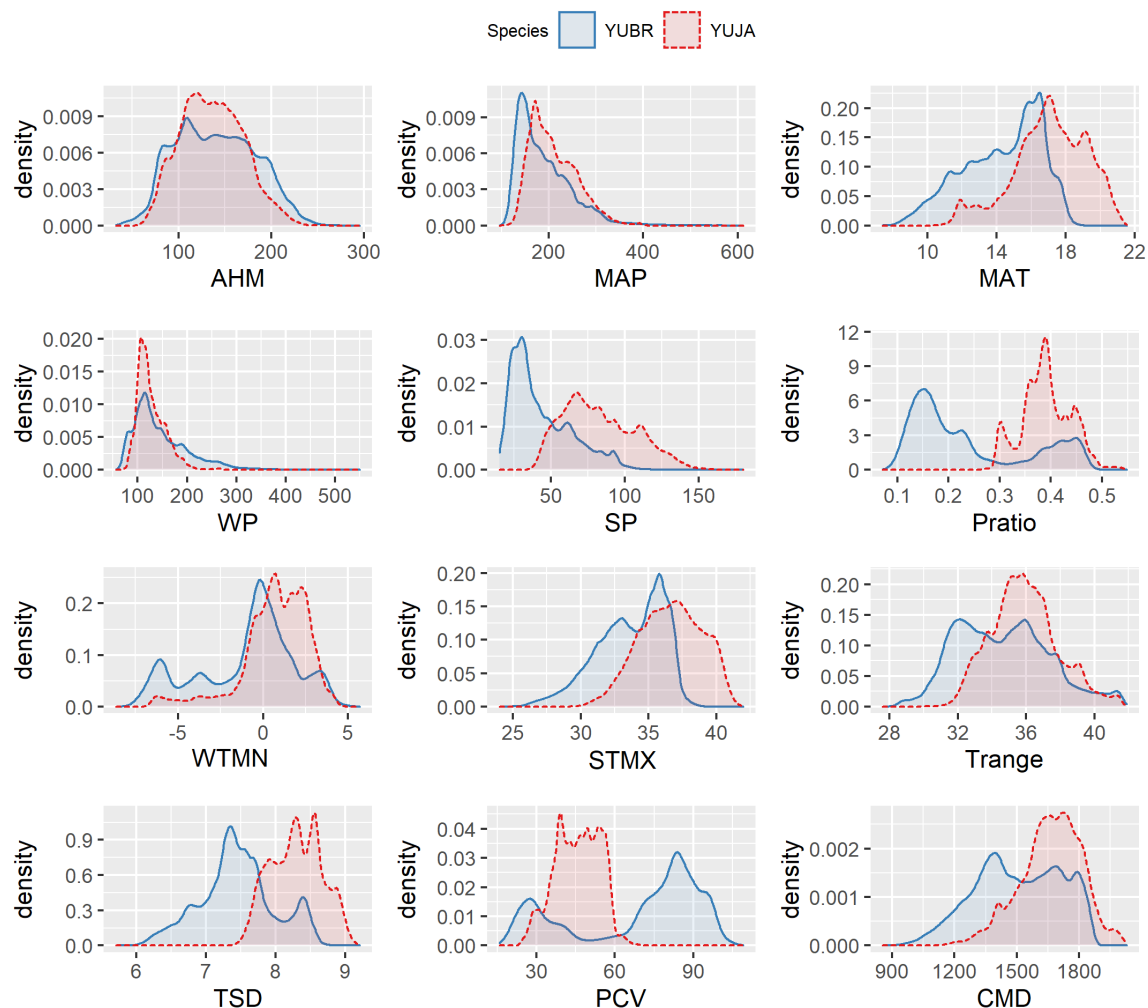 Species YUBR YUJA
density
0.009
0.006
0.003
0.000
100 200 300
AHM
density
0.009
0.006
0.003
0.000
200 400 600
MAP
density
0.20
0.15
0.10
0.05
0.00
10 14 18 22
MAT
density
0.020
0.015
0.010
0.005
0.000
100 200 300 400 500
WP
density
0.03
0.02
0.01
0.00
50 100 150
SP
density
12
9
6
3
0
0.1 0.2 0.3 0.4 0.5
Pratio
density
0.2
0.1
0.0
-5 0 5
WTMN
density
0.20
0.15
0.10
0.05
0.00
25 30 35 40
STMX
density
0.20
0.15
0.10
0.05
0.00
28 32 36 40
Trange
density
0.9
0.6
0.3
0.0
6 7 8 9
TSD
density
0.04
0.03
0.02
0.01
0.00
30 60 90
PCV
density
0.002
0.001
0.000
900 1200 1500 1800
CMD